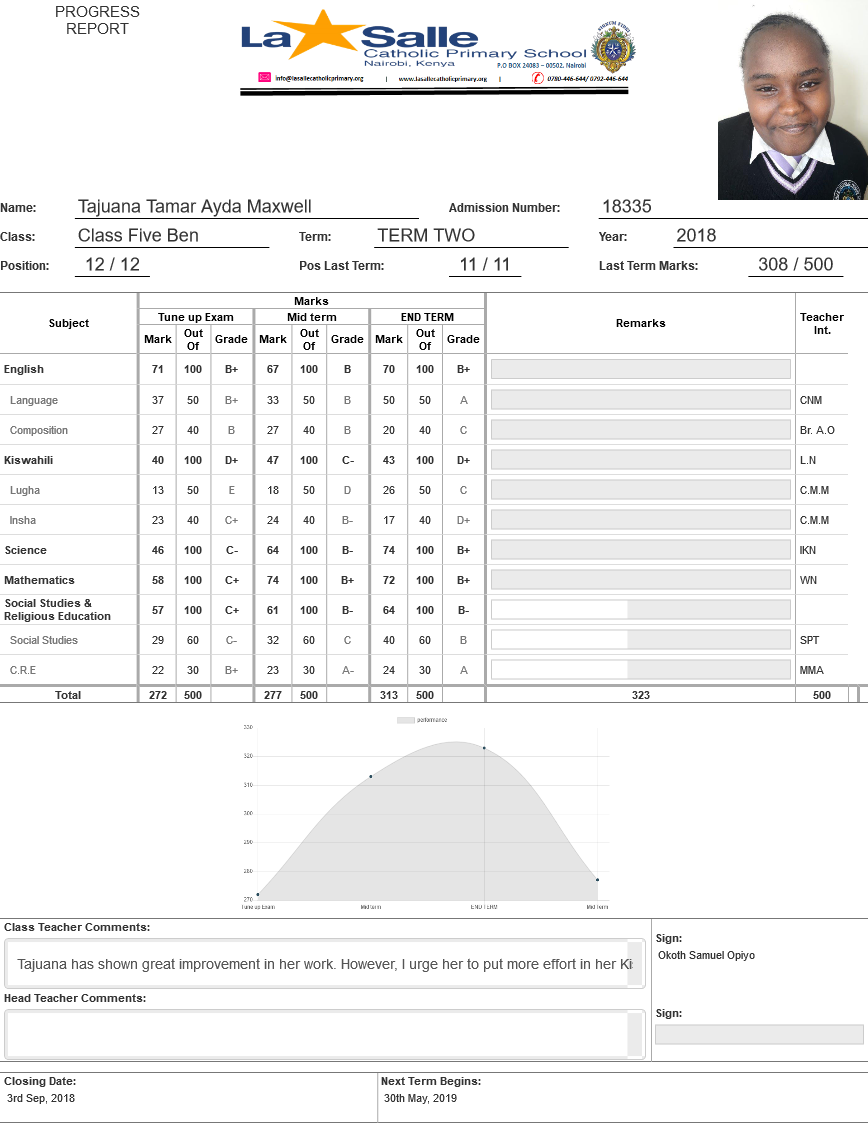 PROGRESS
REPORT
La Salle
Catholic Primary School
Nairobi, Kenya
P.O BOX 24083 – 00502, Nairobi
info@lasallecatholicprimary.org | www.lasallecatholicprimary.org | 0780-446-644/ 0792-446-644
Name: Tajuana Tamar Ayda Maxwell Admission Number: 18335
Class: Class Five Ben Term: TERM TWO Year: 2018
Position: 12 / 12 Pos Last Term: 11 / 11 Last Term Marks: 308 / 500
Subject Marks Remarks Teacher Int.
Tune up Exam Mid term END TERM
Mark Out Of Grade Mark Out Of Grade Mark Out Of Grade
English 71 100 B+ 67 100 B 70 100 B+
Language 37 50 B+ 33 50 B 50 50 A CNM
Composition 27 40 B 27 40 B 20 40 C Br. A.O
Kiswahili 40 100 D+ 47 100 C- 43 100 D+ L.N
Lugha 13 50 E 18 50 D 26 50 C C.M.M
Insha 23 40 C+ 24 40 B- 17 40 D+ C.M.M
Science 46 100 C- 64 100 B- 74 100 B+ IKN
Mathematics 58 100 C+ 74 100 B+ 72 100 B+ WN
Social Studies &
Religious Education 57 100 C+ 61 100 B- 64 100 B-
Social Studies 29 60 C- 32 60 C 40 60 B SPT
C.R.E 22 30 B+ 23 30 A- 24 30 A MMA
Total 272 500 277 500 313 500 323 500
performance
330
320
310
300
290
280
270
Tune up Exam Mid term END TERM Mid Term
Class Teacher Comments:
Tajuana has shown great improvement in her work. However, I urge her to put more effort in her Kis
Sign:
Okoth Samuel Opiyo
Head Teacher Comments:
Sign:
Closing Date: Next Term Begins:
3rd Sep, 2018 30th May, 2019